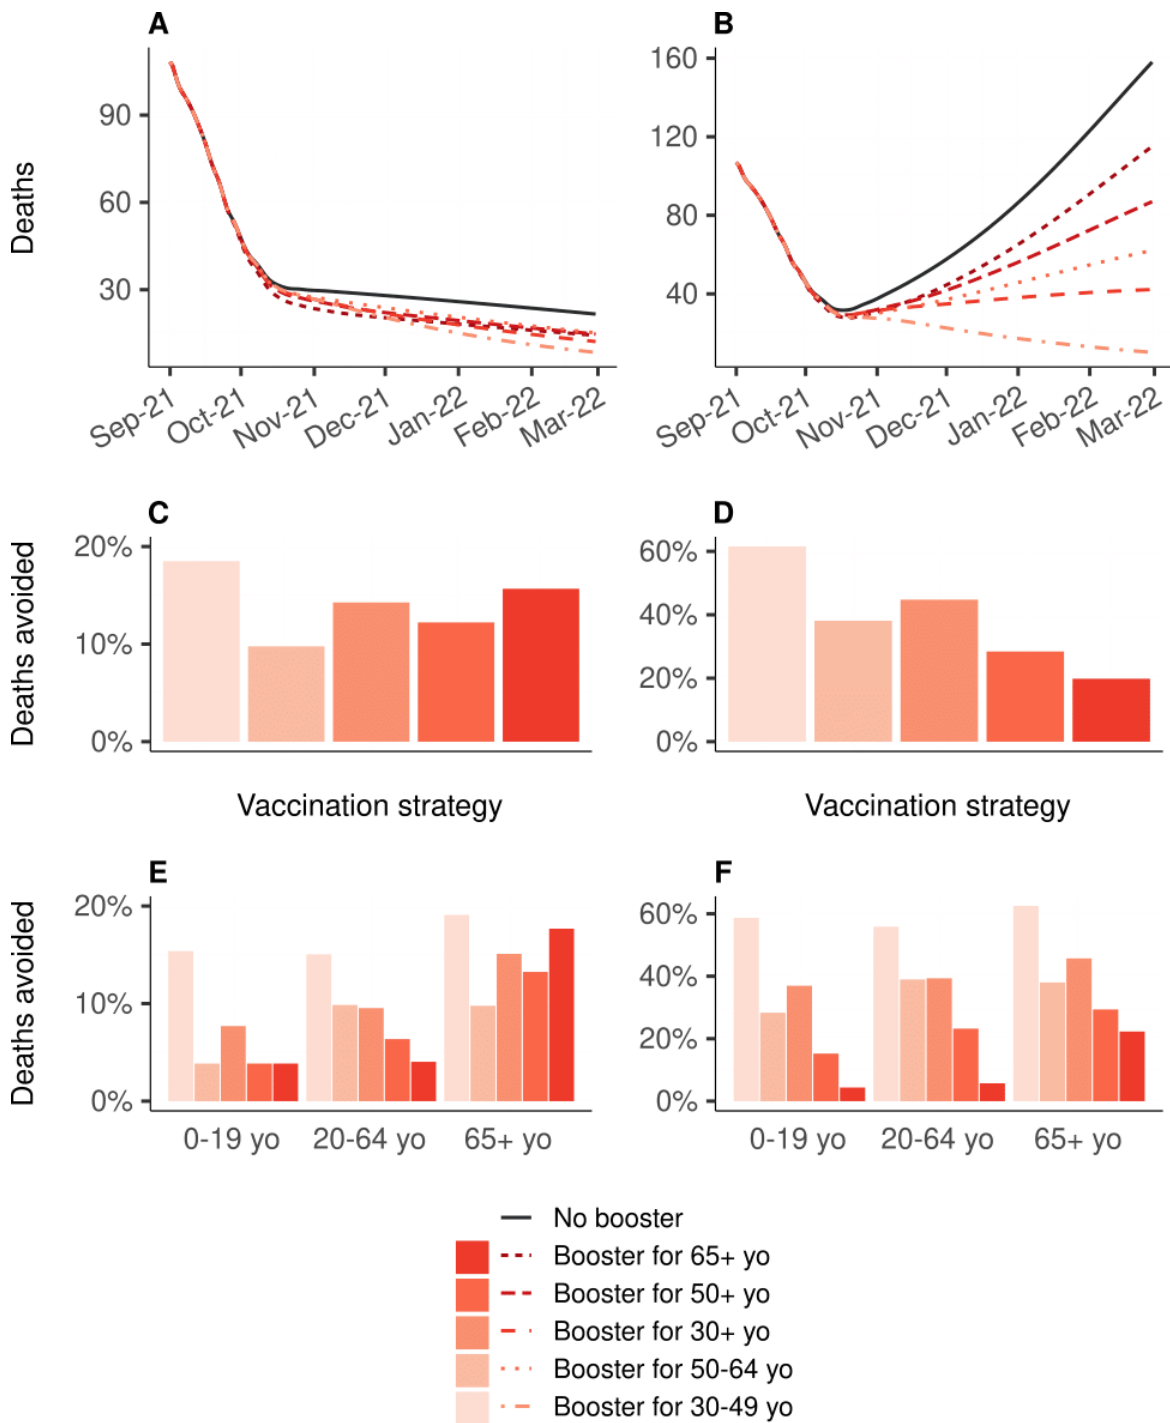 A
B
Deaths
90
60
30
160
120
80
40
Sep-21
Oct-21
Nov-21
Dec-21
Jan-22
Feb-22
Mar-22
Sep-21
Oct-21
Nov-21
Dec-21
Jan-22
Feb-22
Mar-22
C
D
Deaths avoided
20%
10%
0%
60%
40%
20%
0%
Vaccination strategy
Vaccination strategy
E
F
Deaths avoided
20%
10%
0%
60%
40%
20%
0%
0-19 yo
20-64 yo
65+ yo
0-19 yo
20-64 yo
65+ yo
No booster
Booster for 65+ yo
Booster for 50+ yo
Booster for 30+ yo
Booster for 50-64 yo
Booster for 30-49 yo